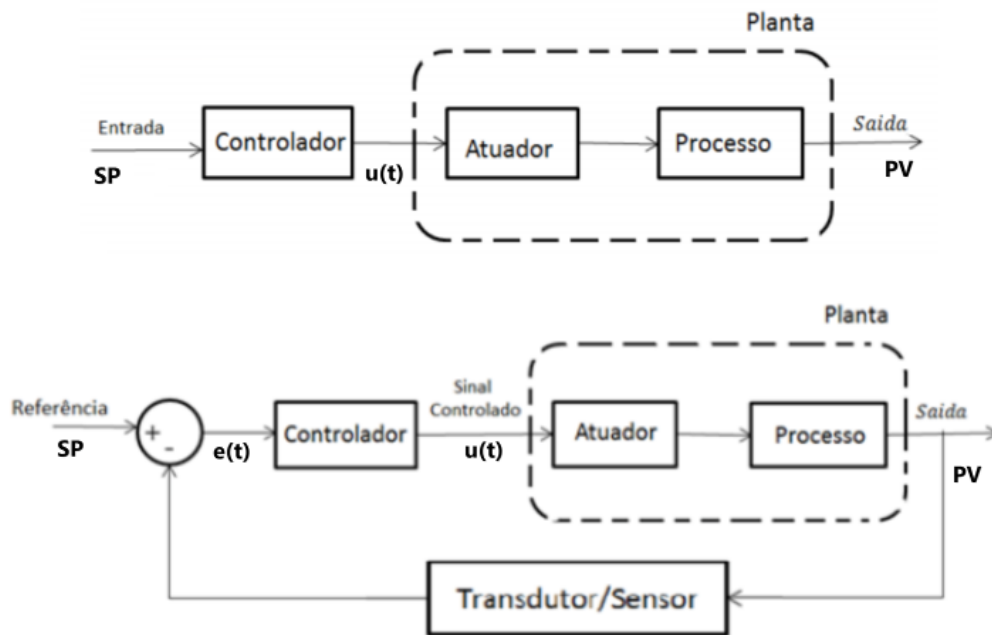 Planta
Entrada
SP
Controlador
u(t)
Atuador
Processo
Saida
PV
Planta
Referência
SP
+
-
e(t)
Controlador
Sinal
Controlado
u(t)
Atuador
Processo
Saida
PV
Transdutor/Sensor